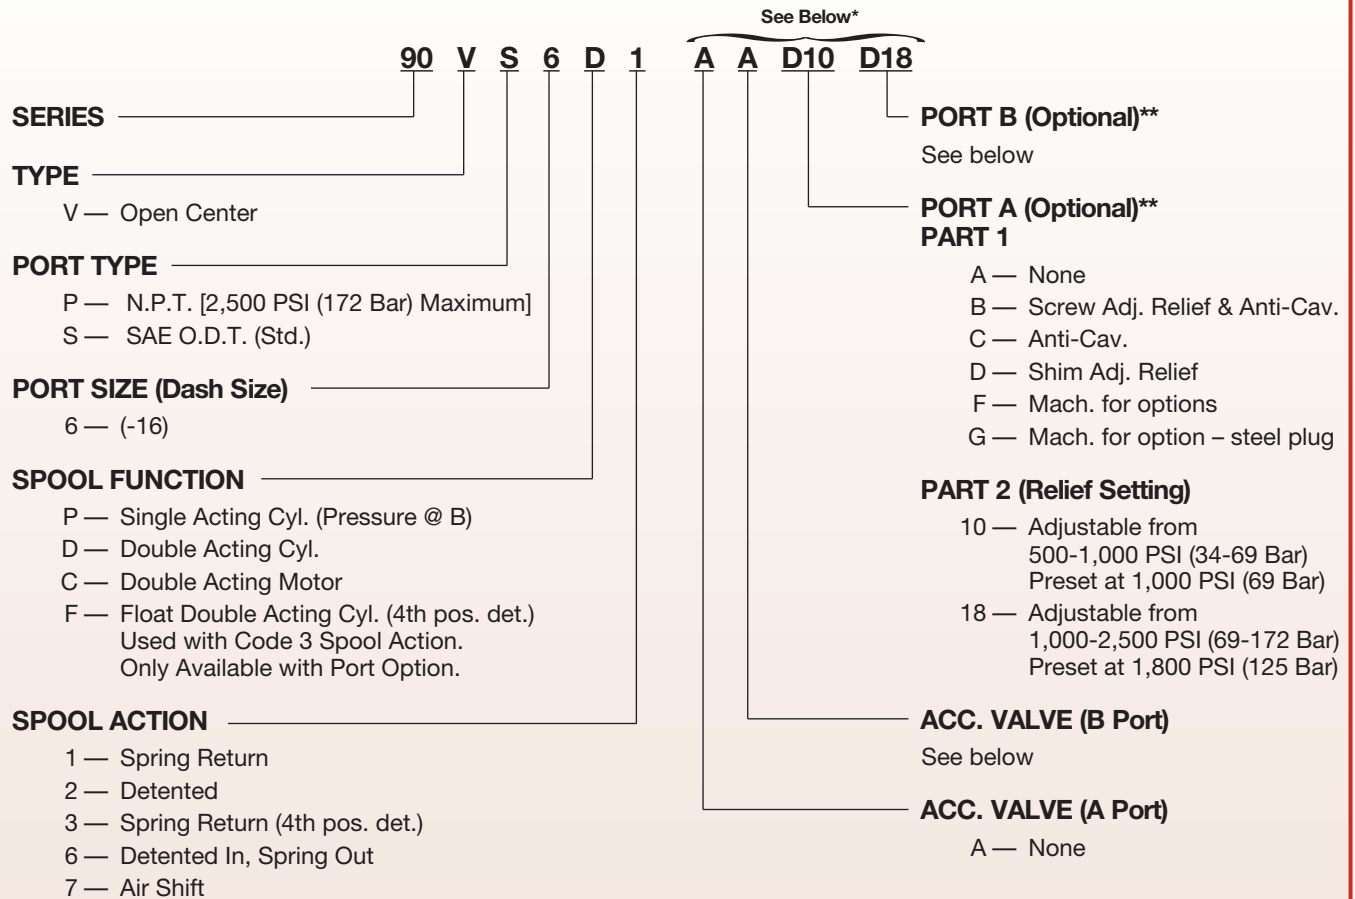 See Below*
90 V S 6 D 1 A A D10 D18
SERIES
TYPE
V — Open Center
PORT TYPE
P — N.P.T. [2,500 PSI (172 Bar) Maximum]
S — SAE O.D.T. (Std.)
PORT SIZE (Dash Size)
6 — (-16)
SPOOL FUNCTION
P — Single Acting Cyl. (Pressure @ B)
D — Double Acting Cyl.
C — Double Acting Motor
F — Float Double Acting Cyl. (4th pos. det.)
Used with Code 3 Spool Action.
Only Available with Port Option.
SPOOL ACTION
1 — Spring Return
2 — Detented
3 — Spring Return (4th pos. det.)
6 — Detented In, Spring Out
7 — Air Shift
PORT B (Optional)**
See below
PORT A (Optional)**
PART 1
A — None
B — Screw Adj. Relief & Anti-Cav.
C — Anti-Cav.
D — Shim Adj. Relief
F — Mach. for options
G — Mach. for option – steel plug
PART 2 (Relief Setting)
10 — Adjustable from
500-1,000 PSI (34-69 Bar)
Preset at 1,000 PSI (69 Bar)
18 — Adjustable from
1,000-2,500 PSI (69-172 Bar)
Preset at 1,800 PSI (125 Bar)
ACC. VALVE (B Port)
See below
ACC. VALVE (A Port)
A — None